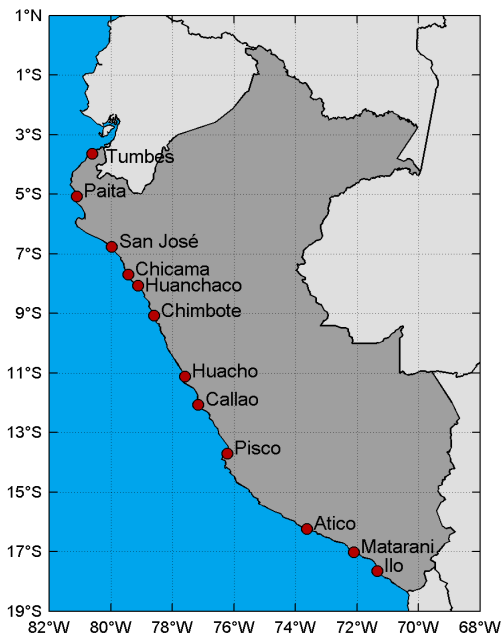 1°N
1°S
3°S
Tumbes
5°S
Paita
San José
7°S
Chicama
Huanchaco
9°S
Chimbote
11°S
Huacho
Callao
13°S
Pisco
15°S
Atico
17°S
Matarani
Ilo
19°S
82°W 80°W 78°W 76°W 74°W 72°W 70°W 68°W